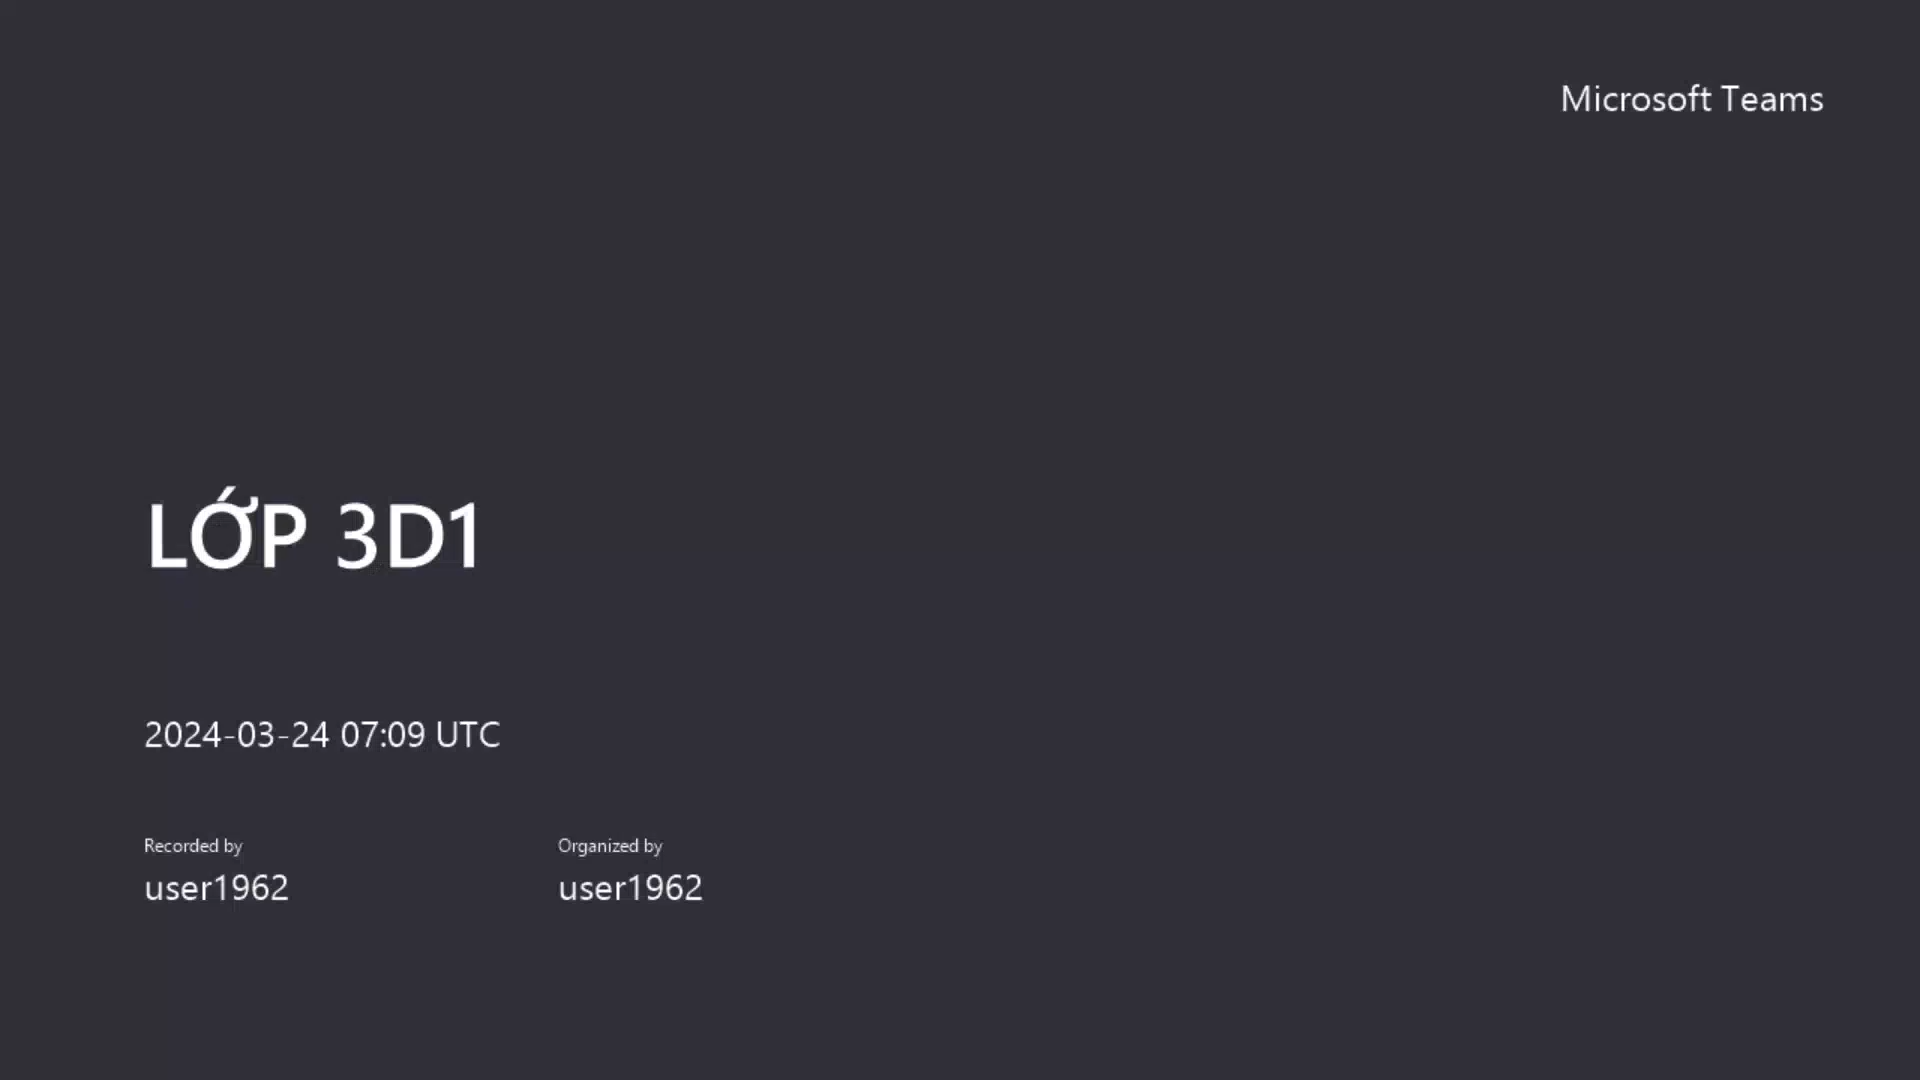 Microsoft Teams
LỚP 3D1
2024-03-24 07:09 UTC
Recorded by
user1962
Organized by
user1962